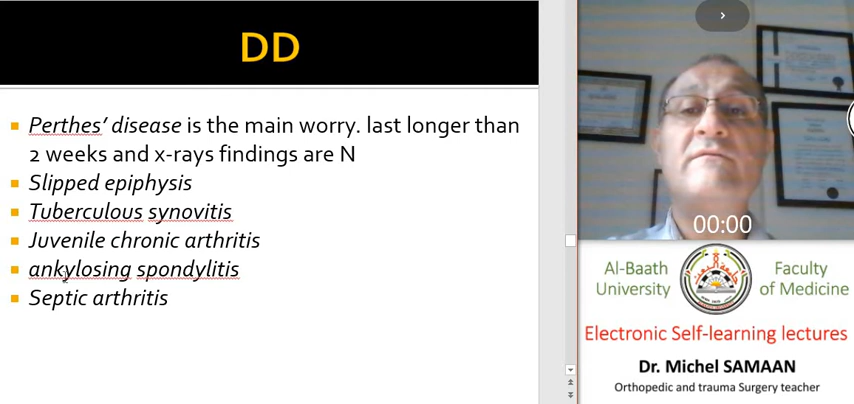 DD
Perthes' disease is the main worry. last longer than
2 weeks and x-rays findings are N
Slipped epiphysis
Tuberculous synovitis
Juvenile chronic arthritis
ankylosing spondylitis
Septic arthritis
00:00
Al-Baath
University
Faculty
of Medicine
Electronic Self-learning lectures
Dr. Michel SAMAAN
Orthopedic and trauma Surgery teacher